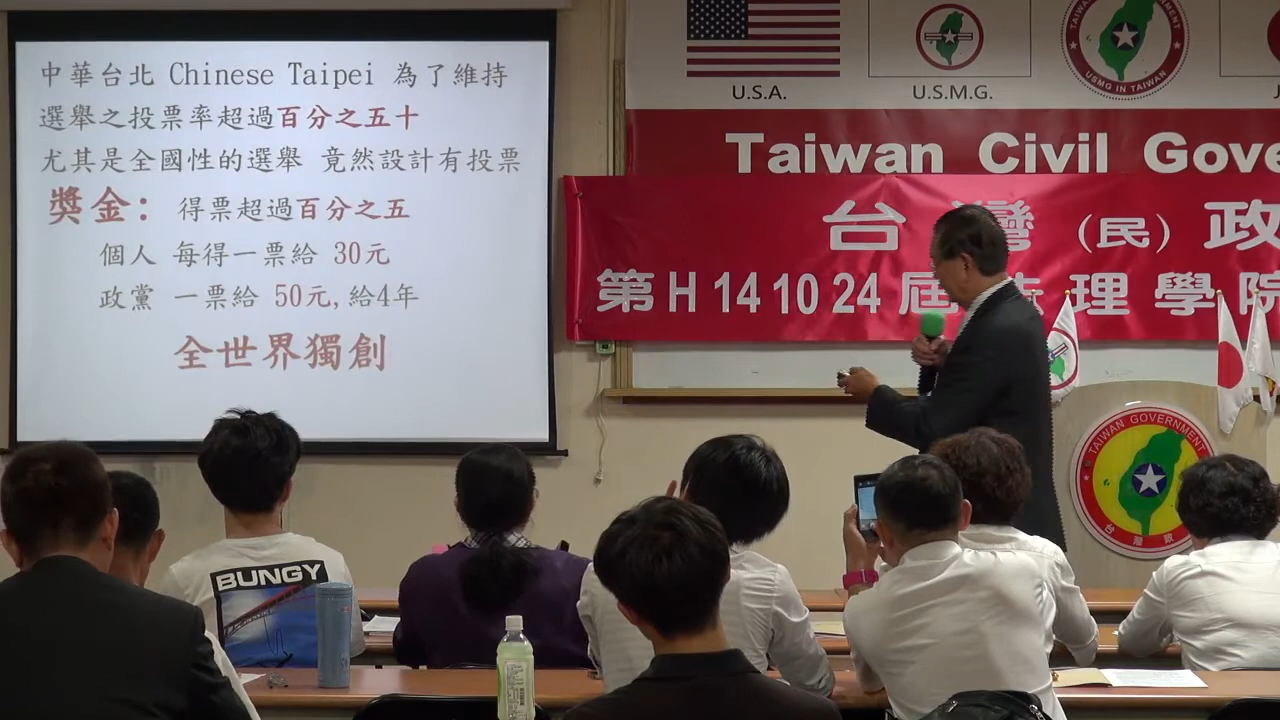 中華台北 Chinese Taipei 為了維持
選舉之投票率超過百分之五十
尤其是全國性的選舉 竟然設計有投票
獎金: 得票超過百分之五
個人 每得一票給 30元
政黨 一票給 50元,給4年
全世界獨創
U.S.A.
U.S.M.G.
TAIWAN GOVERNMENT
USMG IN TAIWAN
J
Taiwan Civil Gove
台灣(民)政
第H 14 10 24 屆 理學院
TAIWAN GOVERNMENT
台灣政
BUNGY